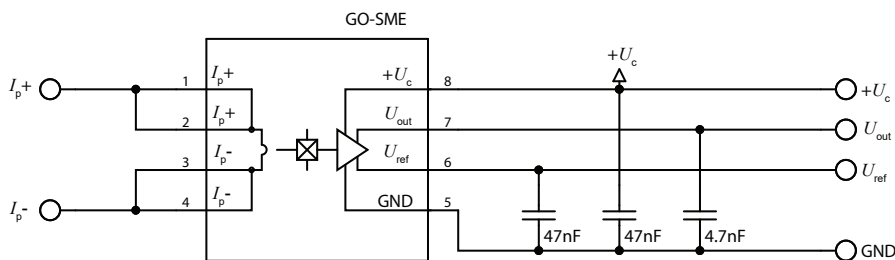 GO-SME
+Uc
Ip+ 1 Ip+ +Uc 8 +Uc
2 Ip+ Uout 7 Uout
3 Ip- Uref 6 Uref
Ip- 4 Ip- GND 5
47nF 47nF 4.7nF GND